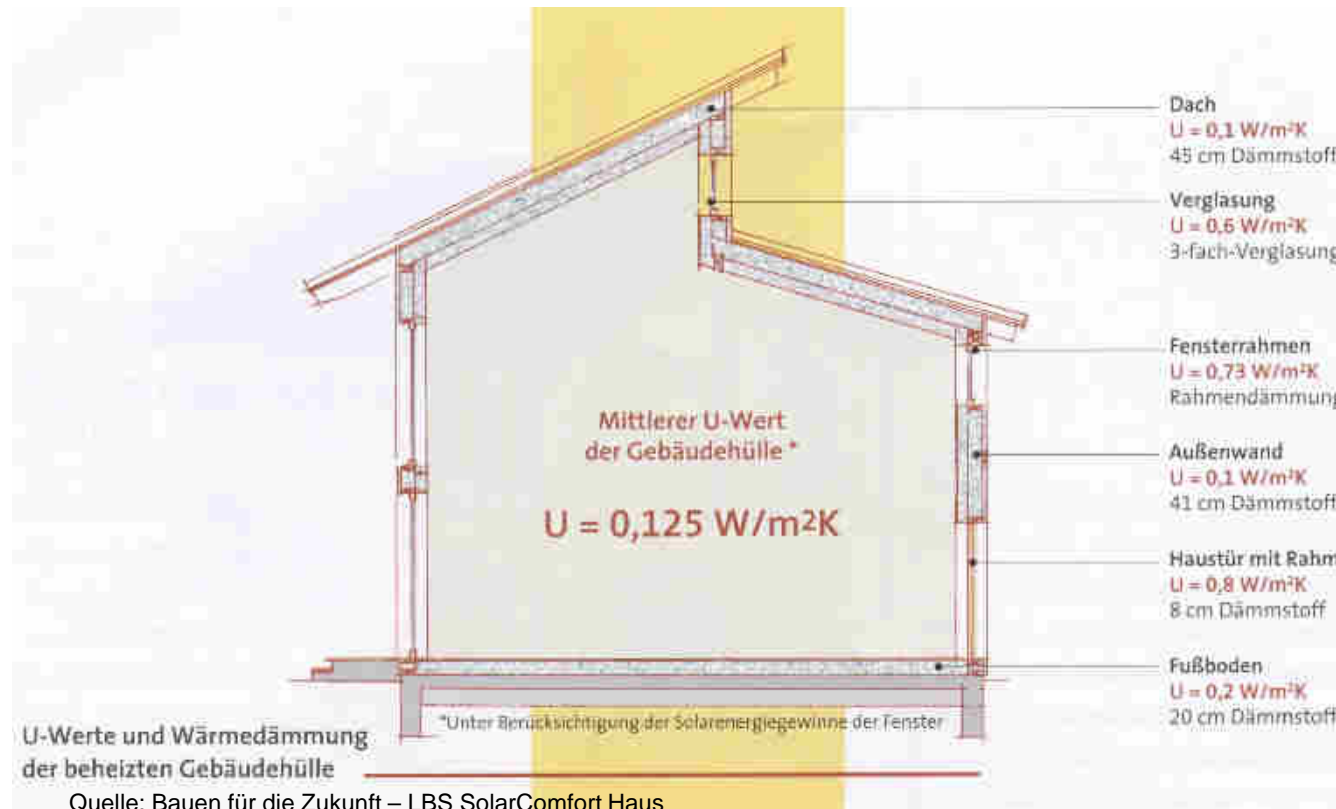 Dach
U = 0,1 W/m²K
45 cm Dämmstoff
Verglasung
U = 0,6 W/m²K
3-fach-Verglasung
Fensterrahmen
U = 0,73 W/m²K
Rahmendämmung
Außenwand
U = 0,1 W/m²K
41 cm Dämmstoff
Haustür mit Rahm
U = 0,8 W/m²K
8 cm Dämmstoff
Fußboden
U = 0,2 W/m²K
20 cm Dämmstoff
Mittlerer U-Wert
der Gebäudehülle *
U = 0,125 W/m2K
*Unter Berücksichtigung der Solarenergiegewinne der Fenster
U-Werte und Wärmedämmung
der beheizten Gebäudehülle
Quelle: Bauen für die Zukunft – LBS SolarComfort Haus